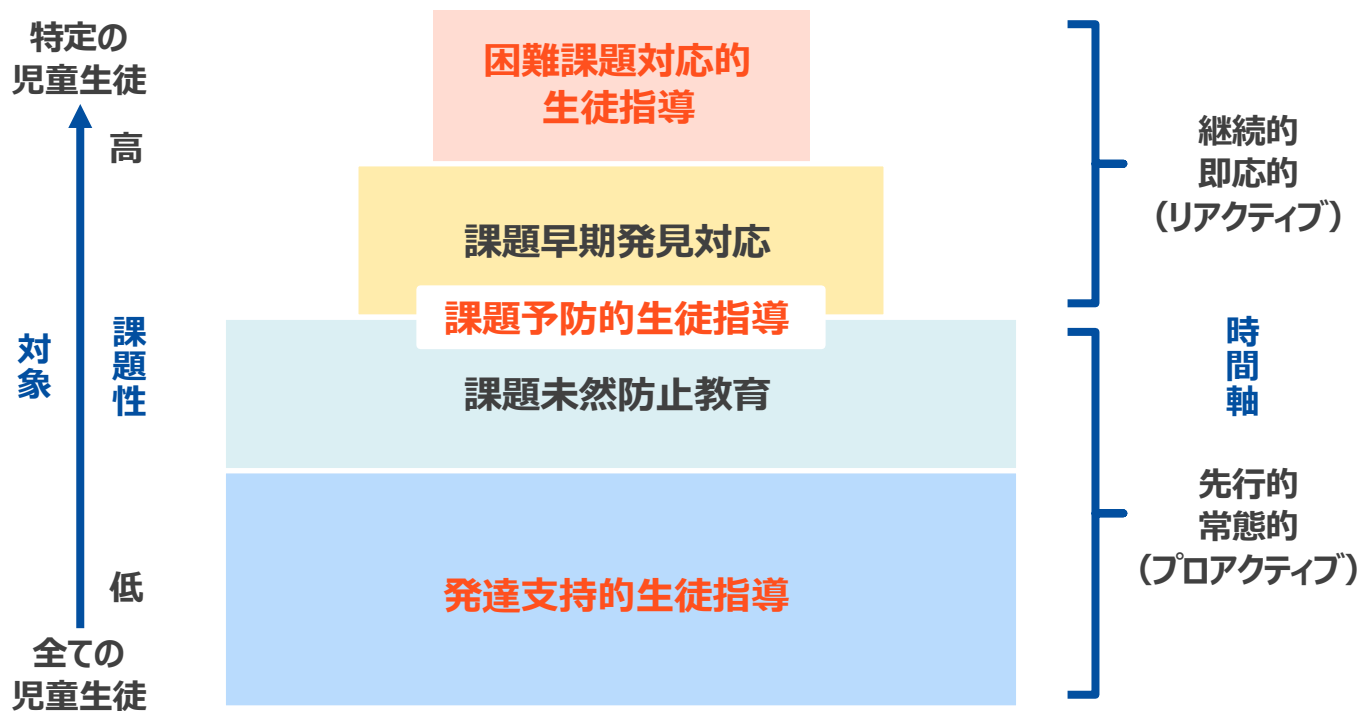 特定の
児童生徒
高
対象
課題性
低
全ての
児童生徒
困難課題対応的
生徒指導
課題早期発見対応
課題予防的生徒指導
課題未然防止教育
発達支持的生徒指導
継続的
即応的
（リアクティブ）
時間軸
先行的
常態的
（プロアクティブ）